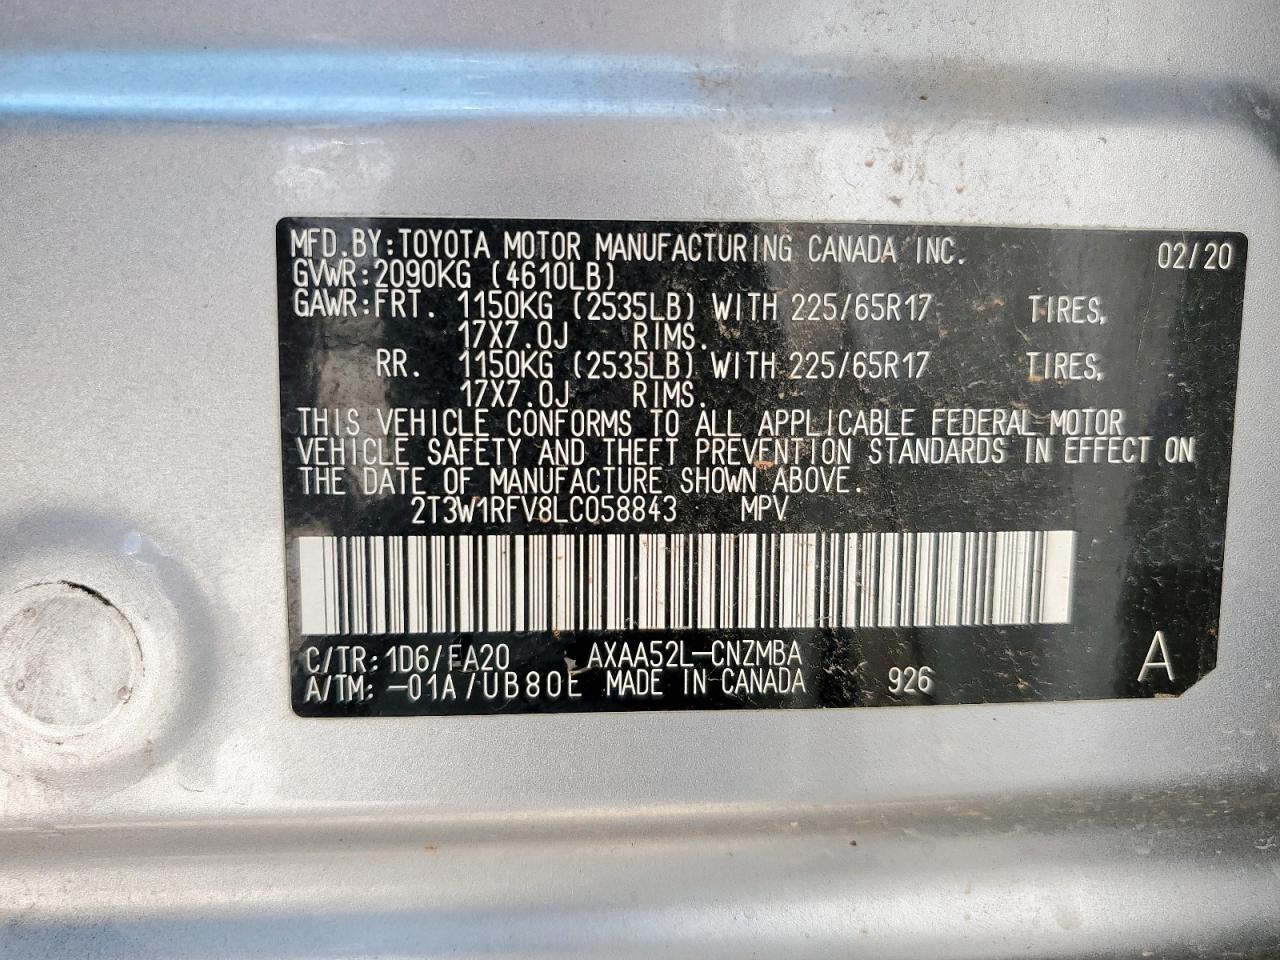 MFD.BY:TOYOTA MOTOR MANUFACTURING CANADA INC. 02/20
GVWR:2090KG (4610LB)
GAWR:FRT. 1150KG (2535LB) WITH 225/65R17 TIRES,
17X7.0J RIMS.
RR. 1150KG (2535LB) WITH 225/65R17 TIRES,
17X7.0J RIMS.
THIS VEHICLE CONFORMS TO ALL APPLICABLE FEDERAL MOTOR
VEHICLE SAFETY AND THEFT PREVENTION STANDARDS IN EFFECT ON
THE DATE OF MANUFACTURE SHOWN ABOVE.
2T3W1RFV8LC058843 MPV
C/TR:1D6/EA20 AXAA52L-CNZMBA
A/TM:-01A/UB80E MADE IN CANADA 926 A